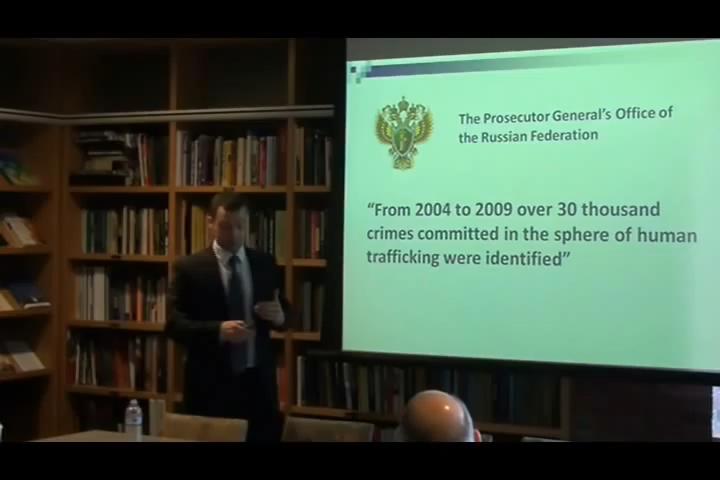 The Prosecutor General's Office of
the Russian Federation
“From 2004 to 2009 over 30 thousand
crimes committed in the sphere of human
trafficking were identified”